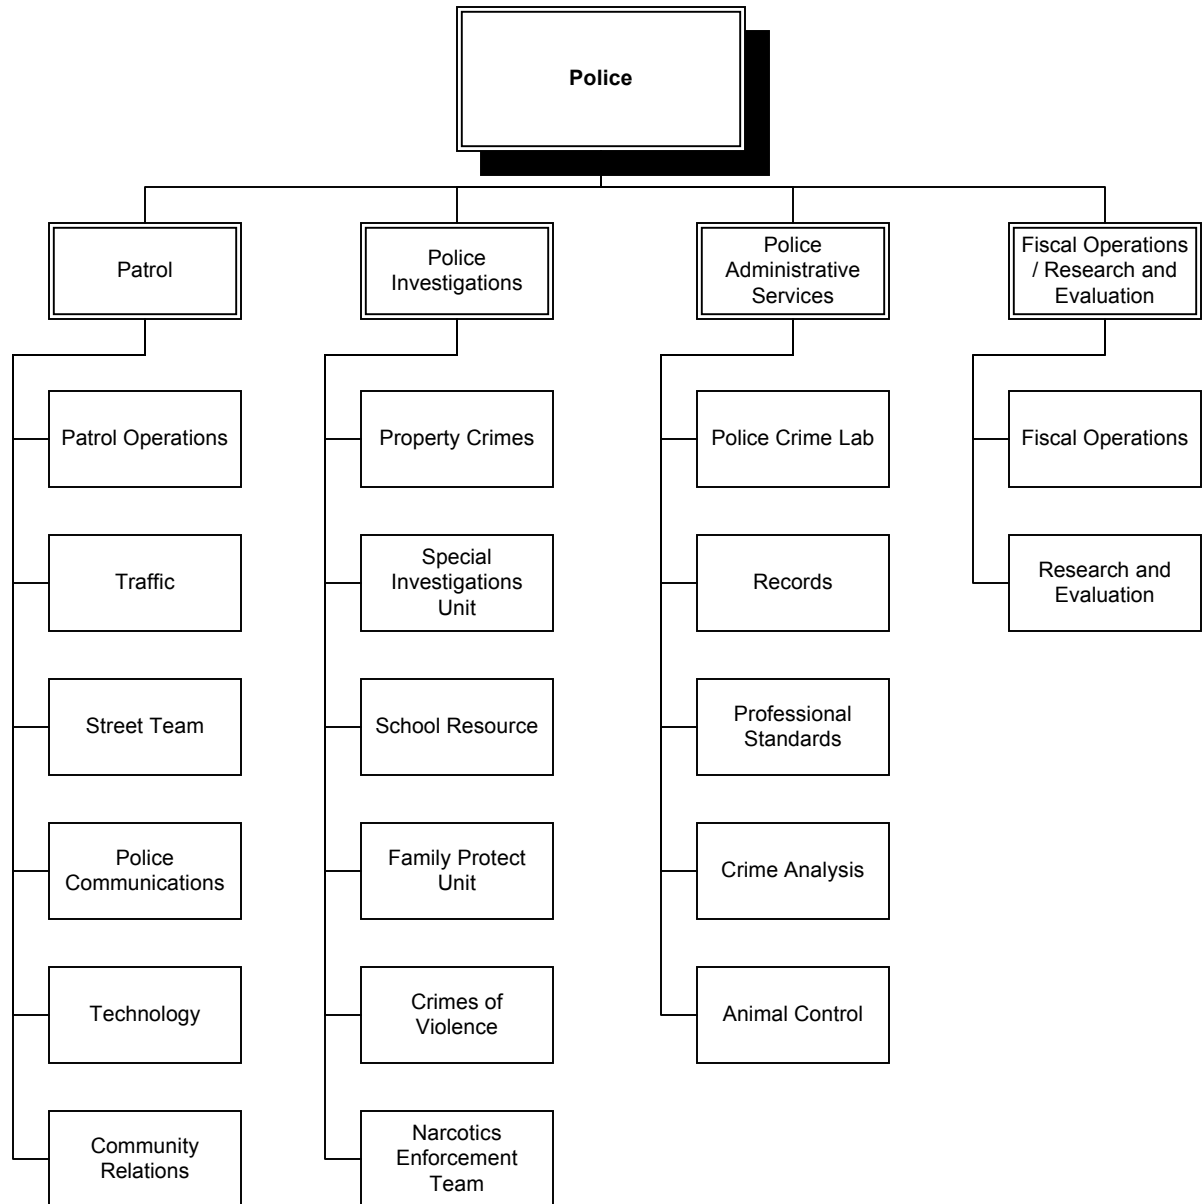 Police
Patrol
Police
Investigations
Police
Administrative
Services
Fiscal Operations
/ Research and
Evaluation
Patrol Operations
Traffic
Street Team
Police
Communications
Technology
Community
Relations
Property Crimes
Special
Investigations
Unit
School Resource
Family Protect
Unit
Crimes of
Violence
Narcotics
Enforcement
Team
Police Crime Lab
Records
Professional
Standards
Crime Analysis
Animal Control
Fiscal Operations
Research and
Evaluation